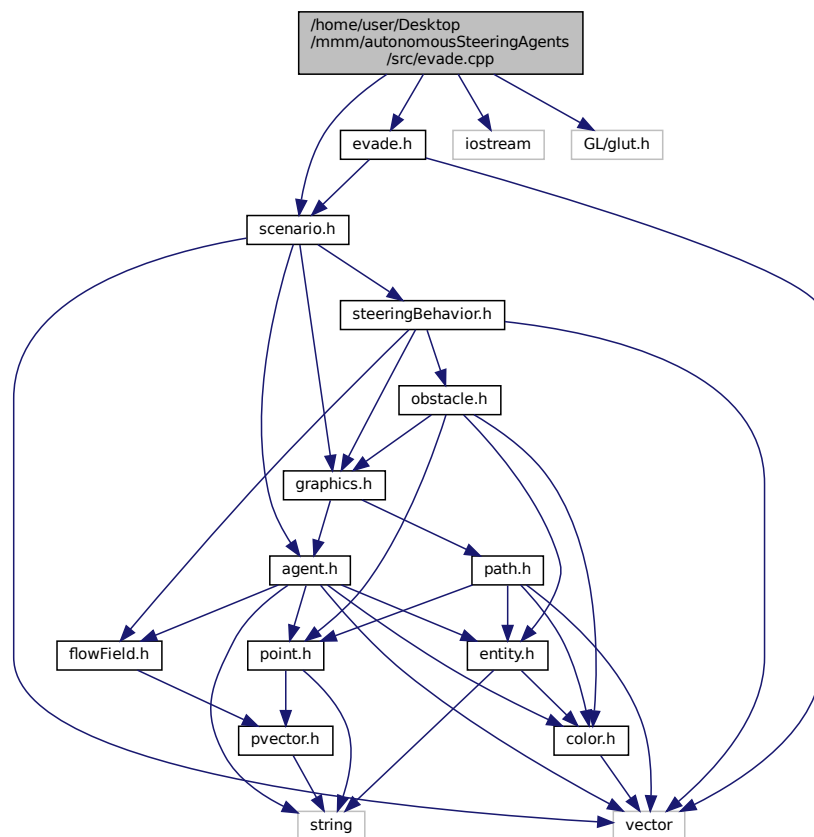 /home/user/Desktop
/mmm/autonomousSteeringAgents
/src/evade.cpp
evade.h
iostream
GL/glut.h
scenario.h
steeringBehavior.h
obstacle.h
graphics.h
agent.h
path.h
flowField.h
point.h
entity.h
pvector.h
color.h
string
vector